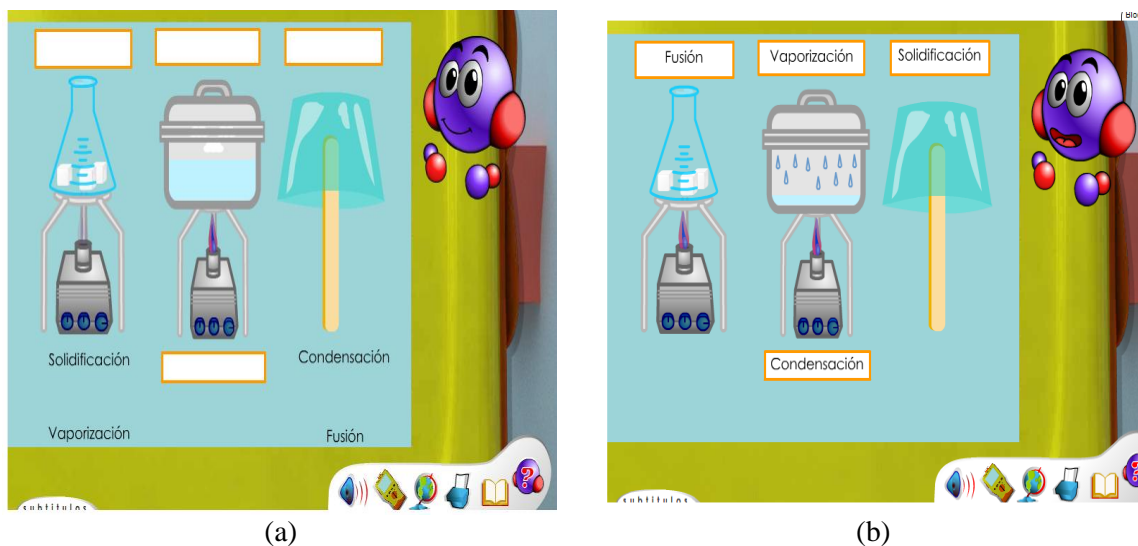 Solidificación
Condensación
Vaporización
Fusión
subtítulos
(a)
Fusión
Vaporización
Solidificación
Condensación
(b)